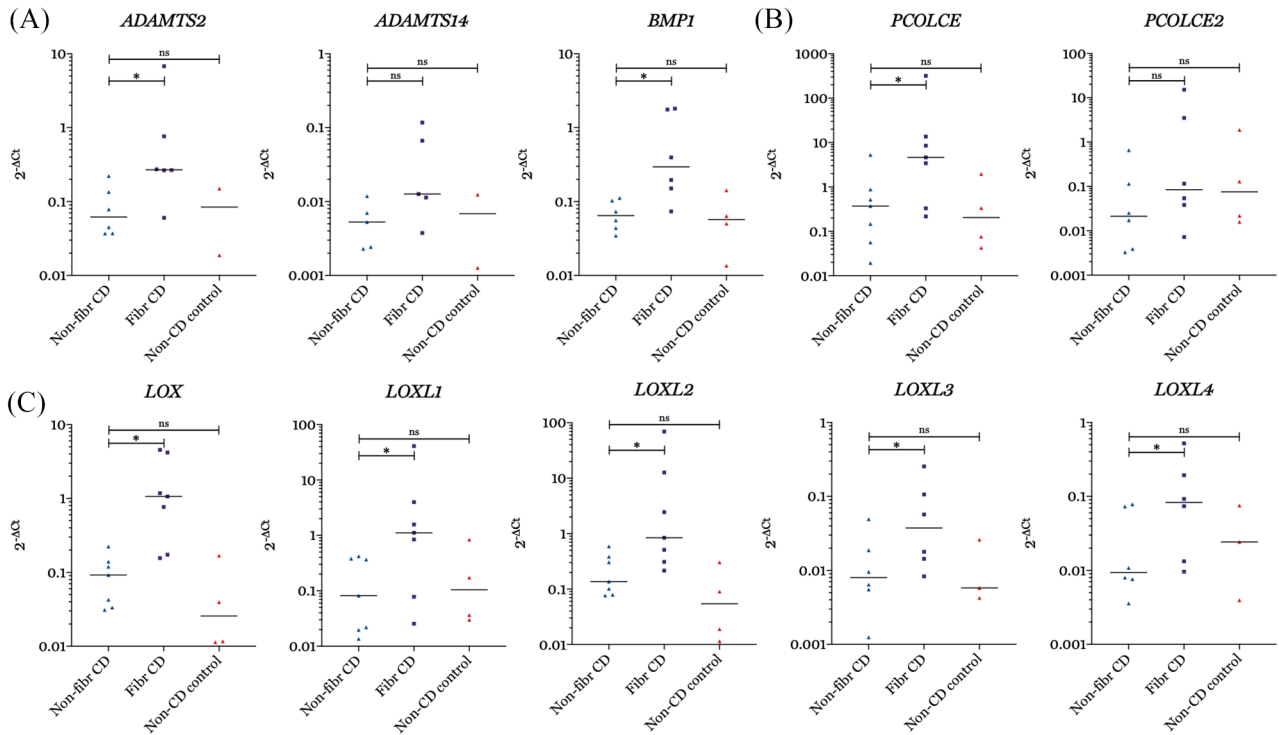 (A) ADAMTS2 ADAMTS14 BMP1 (B) PCOLCE PCOLCE2
2^-ΔCt
10
1
0.1
0.01
ns
*
Non-fibr CD
Fibr CD
Non-CD control
2^-ΔCt
1
0.1
0.01
0.001
ns
ns
Non-fibr CD
Fibr CD
Non-CD control
2^-ΔCt
10
1
0.1
0.01
ns
*
Non-fibr CD
Fibr CD
Non-CD control
2^-ΔCt
1000
100
10
1
0.1
0.01
ns
*
Non-fibr CD
Fibr CD
Non-CD control
2^-ΔCt
100
10
1
0.1
0.01
0.001
ns
ns
Non-fibr CD
Fibr CD
Non-CD control
(C) LOX LOXL1 LOXL2 LOXL3 LOXL4
2^-ΔCt
10
1
0.1
0.01
ns
*
Non-fibr CD
Fibr CD
Non-CD control
2^-ΔCt
100
10
1
0.1
0.01
ns
*
Non-fibr CD
Fibr CD
Non-CD control
2^-ΔCt
100
10
1
0.1
0.01
ns
*
Non-fibr CD
Fibr CD
Non-CD control
2^-ΔCt
1
0.1
0.01
0.001
ns
*
Non-fibr CD
Fibr CD
Non-CD control
2^-ΔCt
1
0.1
0.01
0.001
ns
*
Non-fibr CD
Fibr CD
Non-CD control